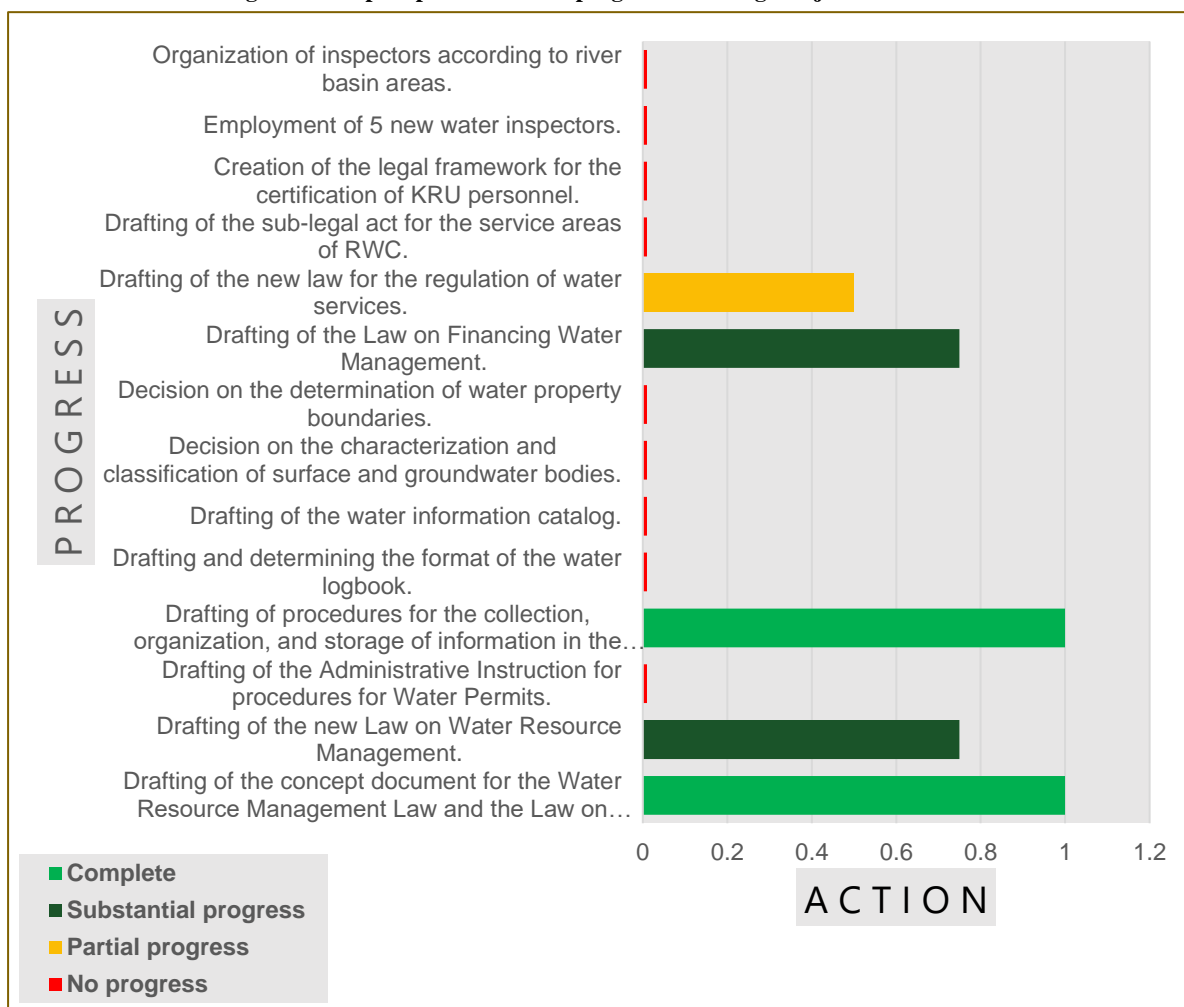 Organization of inspectors according to river
basin areas.
Employment of 5 new water inspectors.
Creation of the legal framework for the
certification of KRU personnel.
Drafting of the sub-legal act for the service areas
of RWC.
Drafting of the new law for the regulation of water
services.
Drafting of the Law on Financing Water
Management.
Decision on the determination of water property
boundaries.
Decision on the characterization and
classification of surface and groundwater bodies.
Drafting of the water information catalog.
Drafting and determining the format of the water
logbook.
Drafting of procedures for the collection,
organization, and storage of information in the…
Drafting of the Administrative Instruction for
procedures for Water Permits.
Drafting of the new Law on Water Resource
Management.
Drafting of the concept document for the Water
Resource Management Law and the Law on…
PROGRESS
0 0.2 0.4 0.6 0.8 1 1.2
ACTION
Complete
Substantial progress
Partial progress
No progress